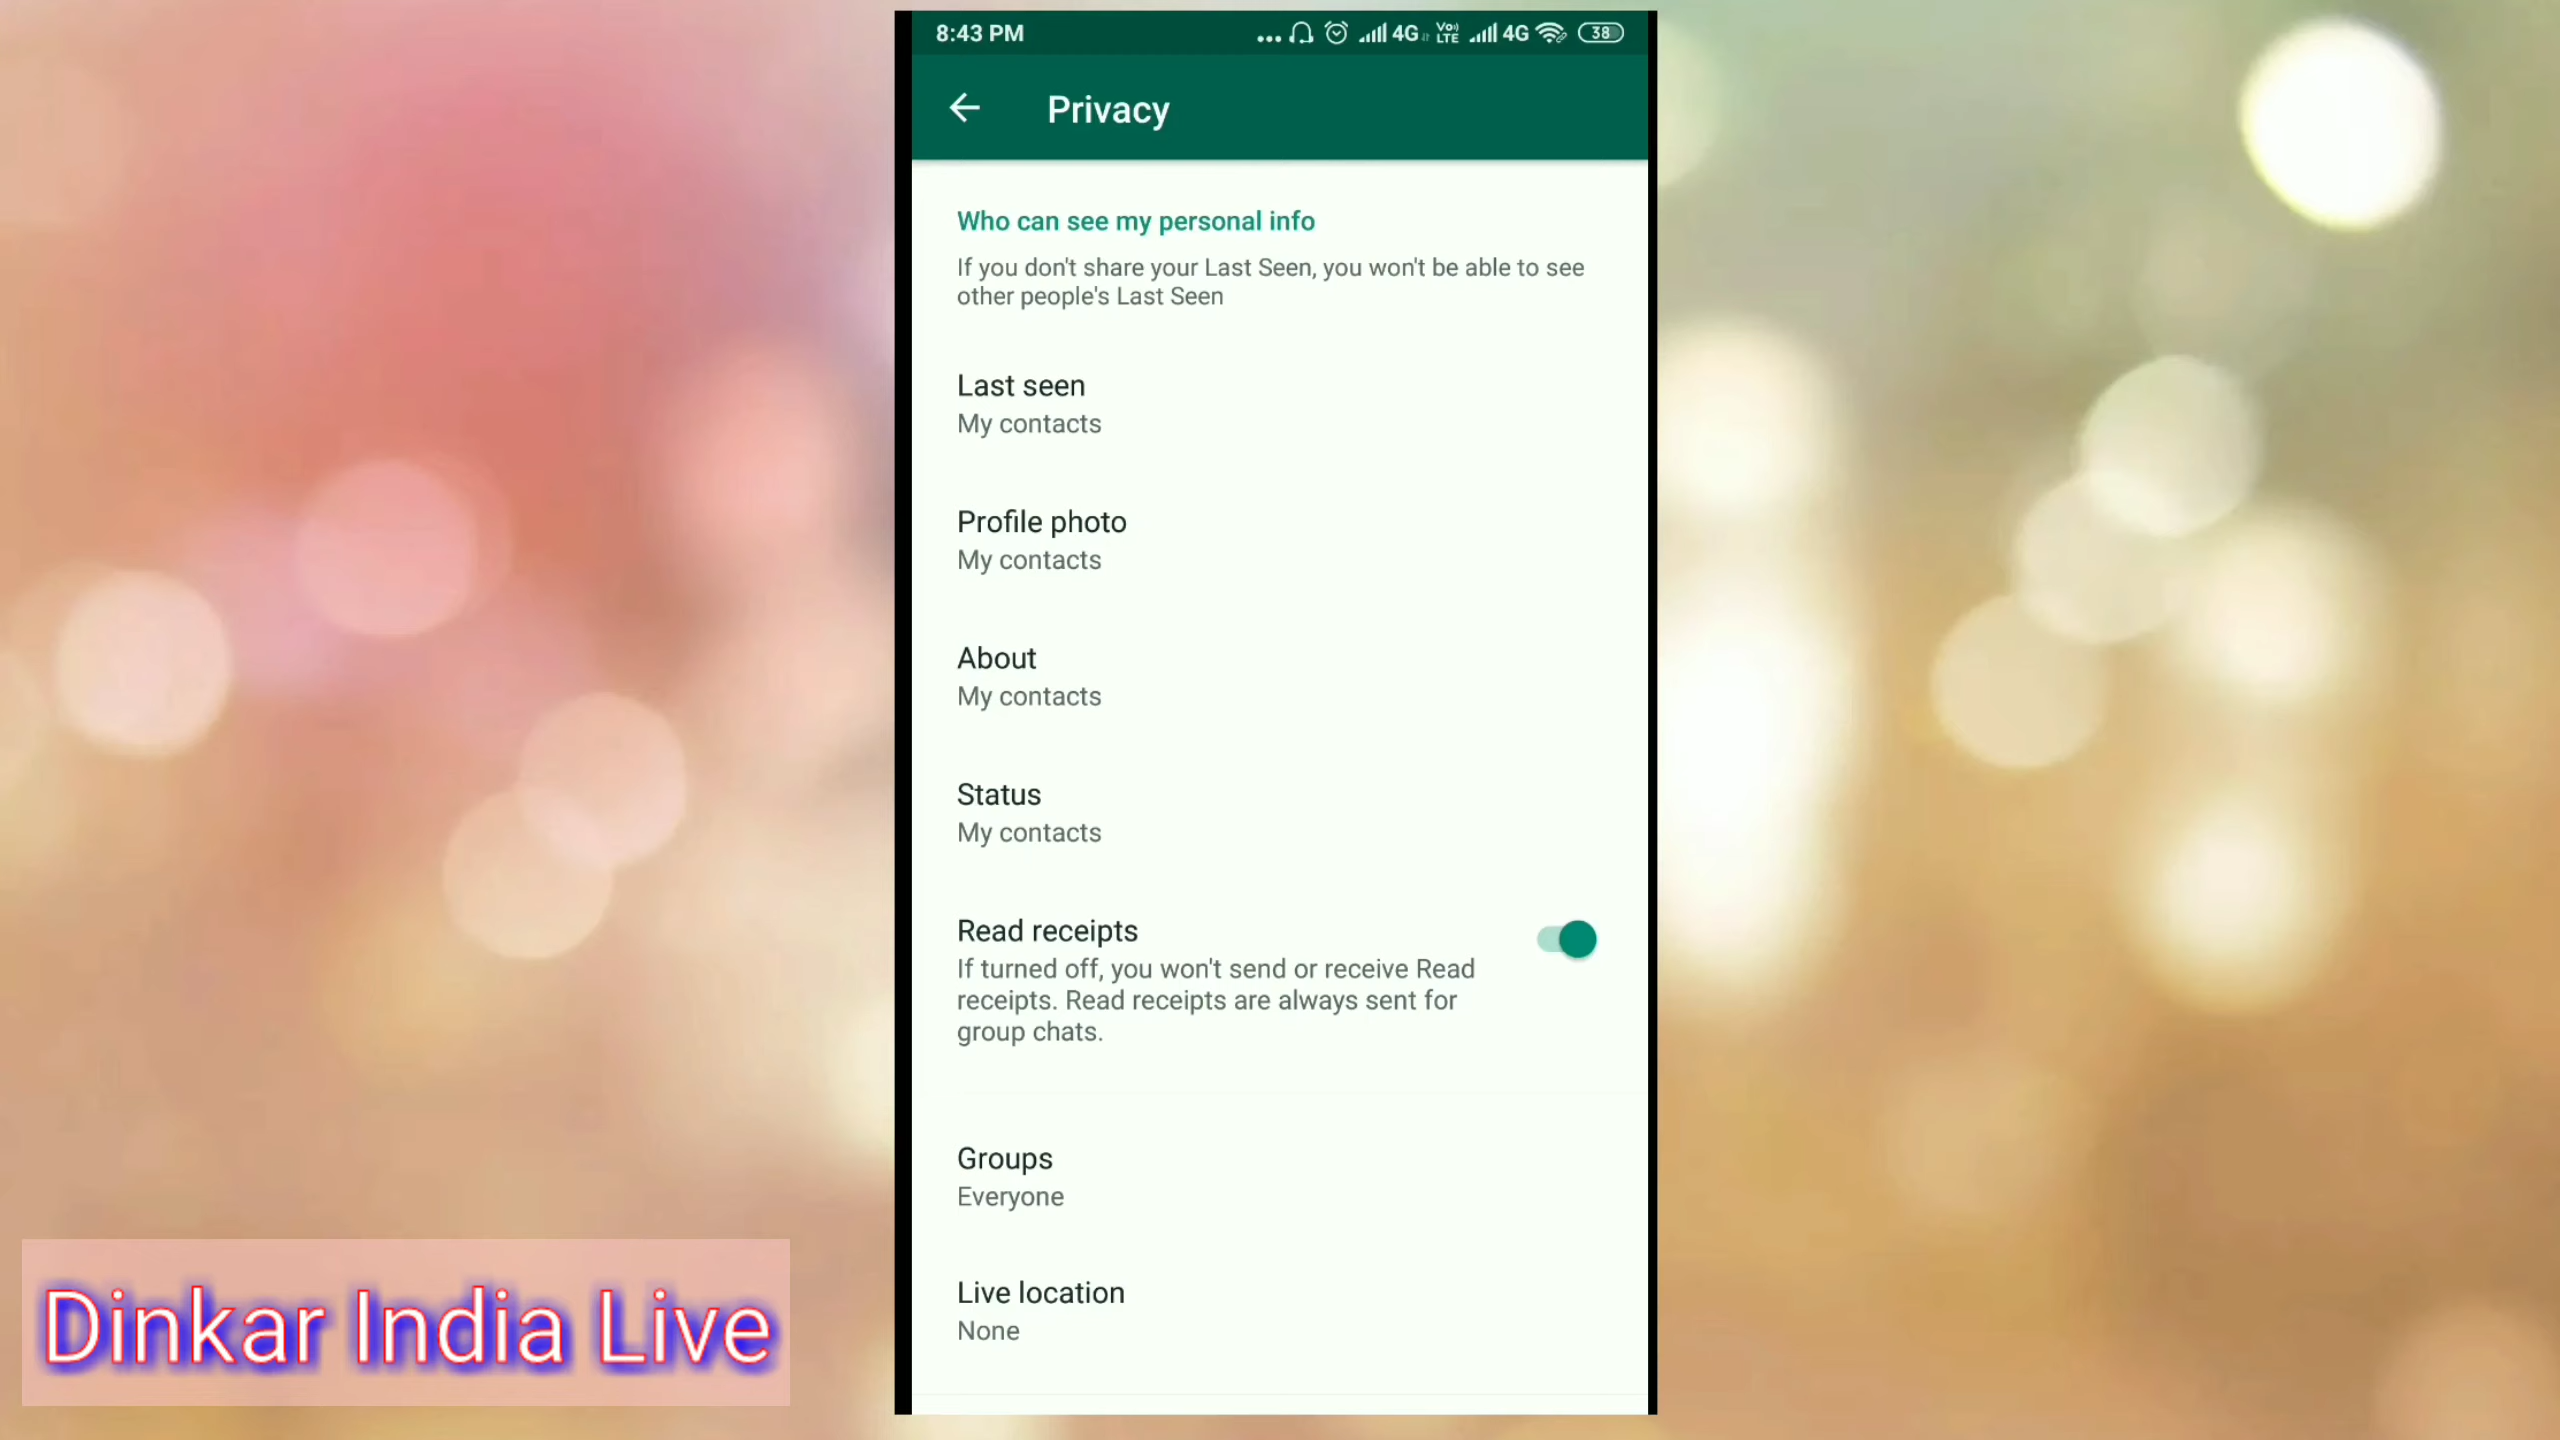 8:43 PM
... 4G Vo) LTE 4G 38
Privacy
Who can see my personal info
If you don't share your Last Seen, you won't be able to see
other people's Last Seen
Last seen
My contacts
Profile photo
My contacts
About
My contacts
Status
My contacts
Read receipts
If turned off, you won't send or receive Read
receipts. Read receipts are always sent for
group chats.
Groups
Everyone
Live location
None
Dinkar India Live